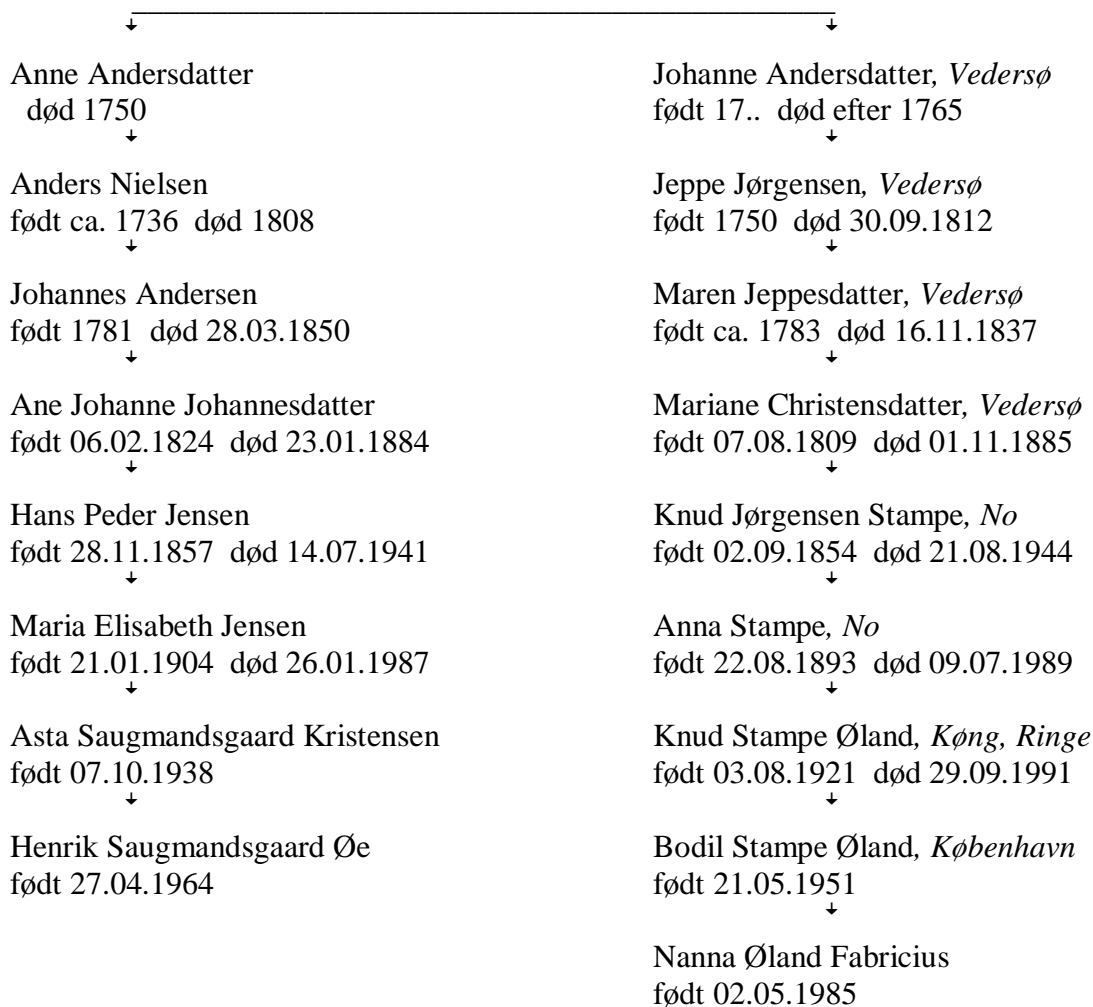 Anne Andersdatter
død 1750
Anders Nielsen
født ca. 1736 død 1808
Johannes Andersen
født 1781 død 28.03.1850
Ane Johanne Johannesdatter
født 06.02.1824 død 23.01.1884
Hans Peder Jensen
født 28.11.1857 død 14.07.1941
Maria Elisabeth Jensen
født 21.01.1904 død 26.01.1987
Asta Saugmandsgaard Kristensen
født 07.10.1938
Henrik Saugmandsgaard Øe
født 27.04.1964
Johanne Andersdatter, Vedersø
født 17.. død efter 1765
Jeppe Jørgensen, Vedersø
født 1750 død 30.09.1812
Maren Jeppesdatter, Vedersø
født ca. 1783 død 16.11.1837
Mariane Christensdatter, Vedersø
født 07.08.1809 død 01.11.1885
Knud Jørgensen Stampe, No
født 02.09.1854 død 21.08.1944
Anna Stampe, No
født 22.08.1893 død 09.07.1989
Knud Stampe Øland, Køng, Ringe
født 03.08.1921 død 29.09.1991
Bodil Stampe Øland, København
født 21.05.1951
Nanna Øland Fabricius
født 02.05.1985